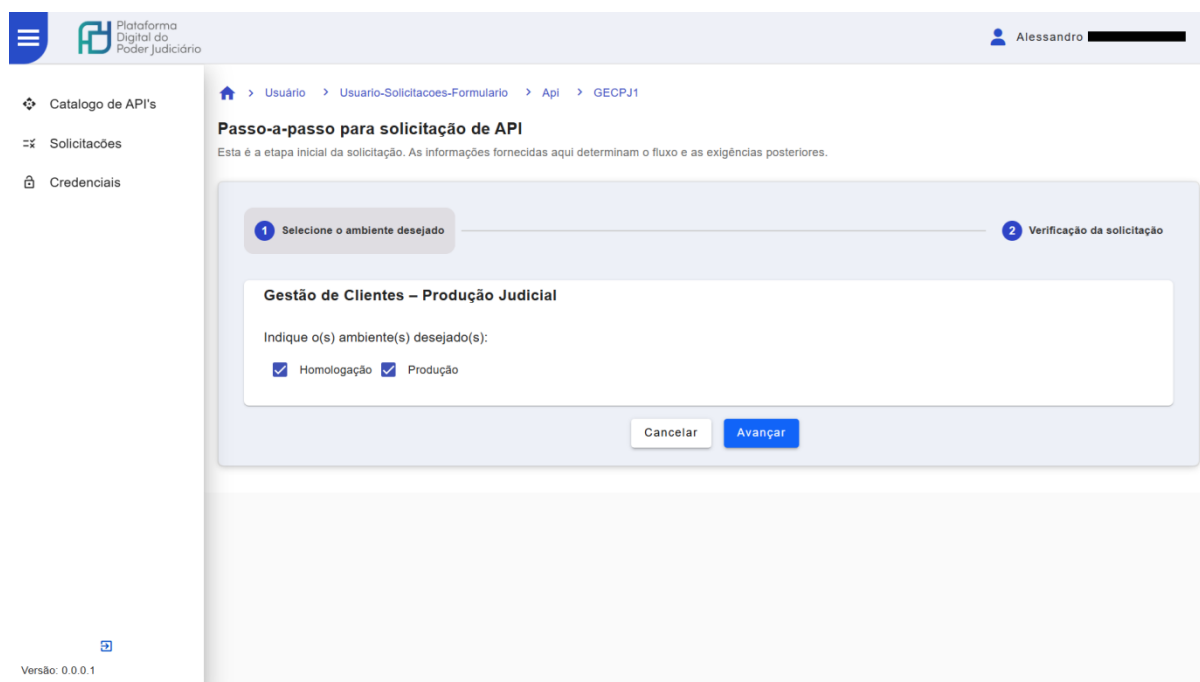 Plataforma
Digital do
Poder Judiciário
Alessandro
Catalogo de API's
Solicitacões
Credenciais
> Usuário > Usuario-Solicitacoes-Formulario > Api > GECPJ1
Passo-a-passo para solicitação de API
Esta é a etapa inicial da solicitação. As informações fornecidas aqui determinam o fluxo e as exigências posteriores.
1 Selecione o ambiente desejado
2 Verificação da solicitação
Gestão de Clientes – Produção Judicial
Indique o(s) ambiente(s) desejado(s):
Homologação Produção
Cancelar Avançar
Versão: 0.0.0.1